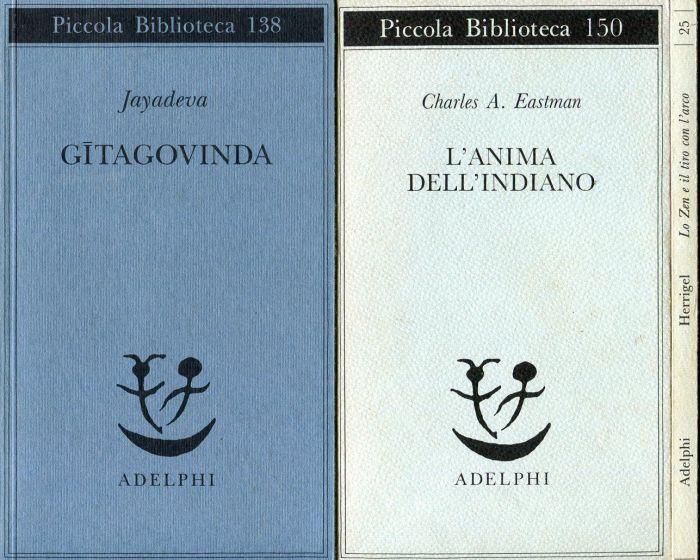 Piccola Biblioteca 138
Jayadeva
GĪTAGOVINDA
ADELPHI
Piccola Biblioteca 150
Charles A. Eastman
L'ANIMA
DELL'INDIANO
ADELPHI
25
Lo Zen e il tiro con l'arco
Herrigel
Adelphi